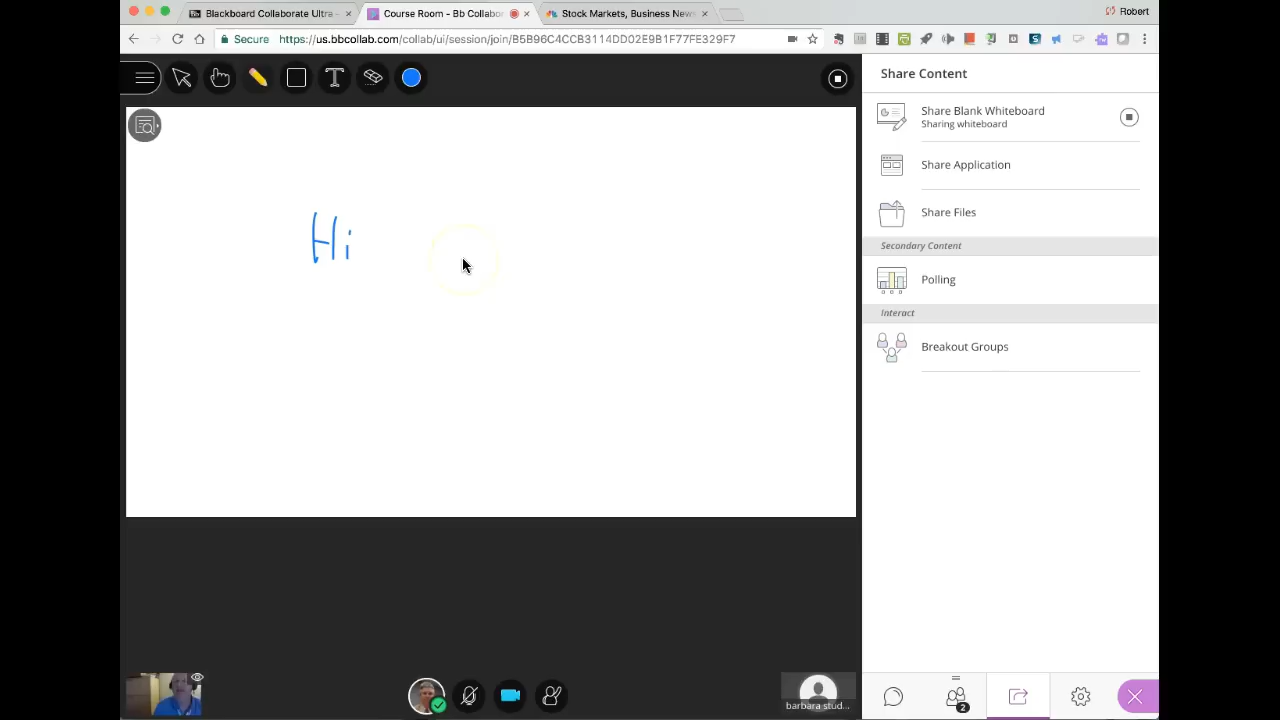 Blackboard Collaborate Ultra -
Course Room - Bb Collabor
Stock Markets, Business News
Robert
Secure https://us.bbcollab.com/collab/ui/session/join/B5B96C4CCB3114DD02E9B1F77FE329F7
Share Content
Share Blank Whiteboard
Sharing whiteboard
Share Application
Share Files
Secondary Content
Polling
Interact
Breakout Groups
Hi
T
barbara stud...
2